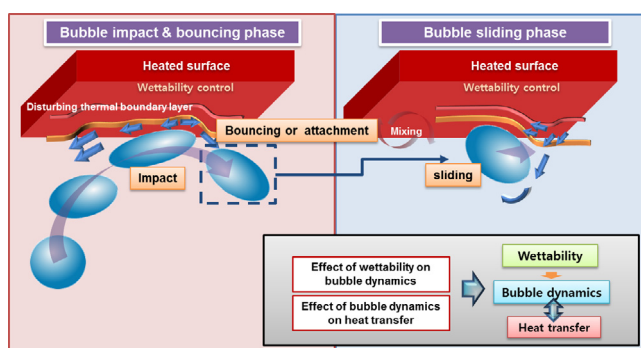 Bubble impact & bouncing phase
Heated surface
Wettability control
Disturbing thermal boundary layer
Bouncing or attachment
Impact
Bubble sliding phase
Heated surface
Wettability control
Mixing
sliding
Effect of wettability on
bubble dynamics
Effect of bubble dynamics
on heat transfer
Wettability
Bubble dynamics
Heat transfer